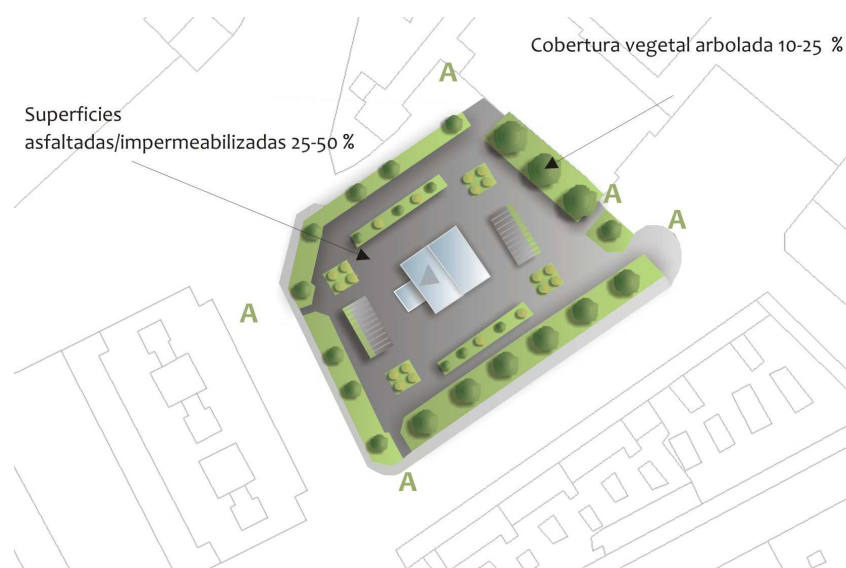 Cobertura vegetal arbolada 10-25 %
A
Superficies
asfaltadas/impermeabilizadas 25-50 %
A
A
A
A